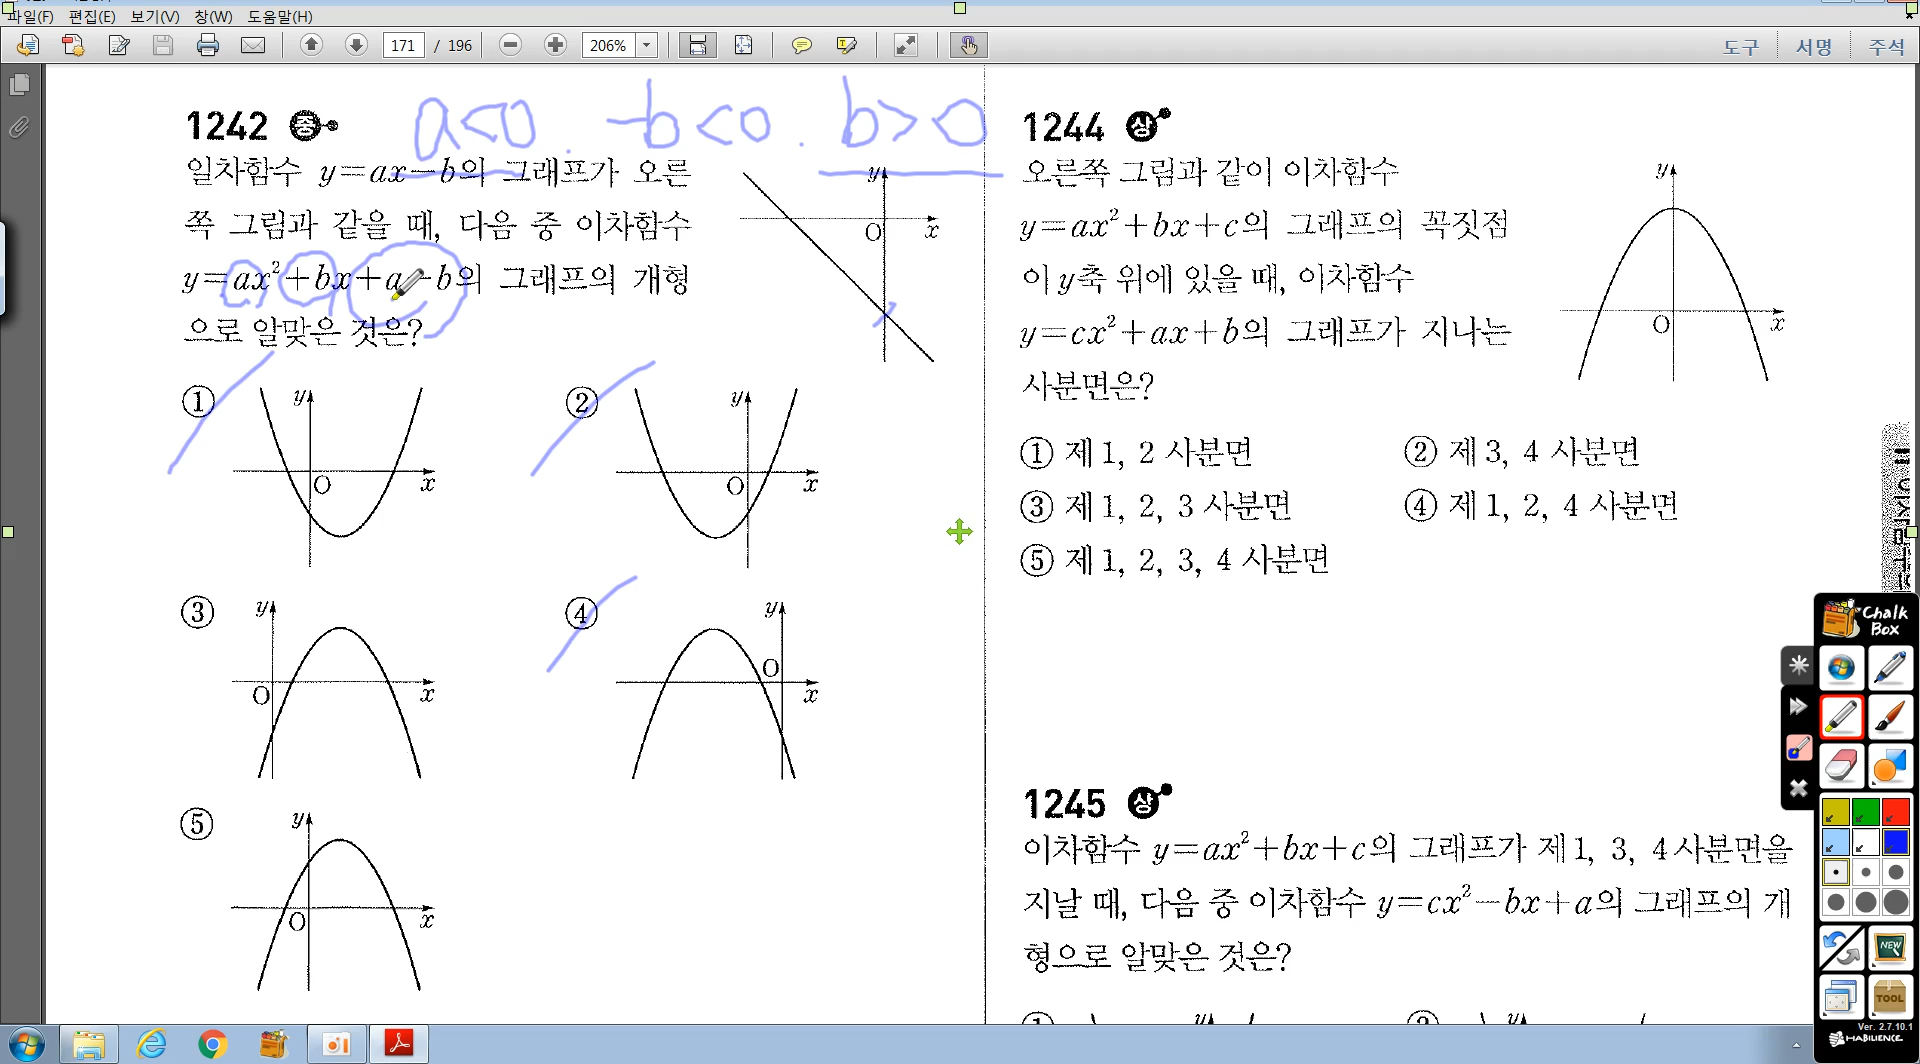 파일(F) 편집(E) 보기(V) 창(W) 도움말(H)
171 / 196 206% 도구 서명 주석
a<0. -b<0. b>0
1242 중
일차함수 y=ax-b의 그래프가 오른
쪽 그림과 같을 때, 다음 중 이차함수
y=ax²+bx+a-b의 그래프의 개형
으로 알맞은 것은?
y
O
x
① y O x
② y O x
③ y O x
④ y O x
⑤ y O x
1244 상
오른쪽 그림과 같이 이차함수
y=ax²+bx+c의 그래프의 꼭짓점
이 y축 위에 있을 때, 이차함수
y=cx²+ax+b의 그래프가 지나는
사분면은?
y
O
x
① 제1, 2 사분면
② 제3, 4 사분면
③ 제1, 2, 3 사분면
④ 제1, 2, 4 사분면
⑤ 제1, 2, 3, 4 사분면
1245 상
이차함수 y=ax²+bx+c의 그래프가 제1, 3, 4사분면을
지날 때, 다음 중 이차함수 y=cx²-bx+a의 그래프의 개
형으로 알맞은 것은?
① y
② y
Chalk
Box
NEW
TOOL
Ver. 2.7.10.1
HABILIENCE